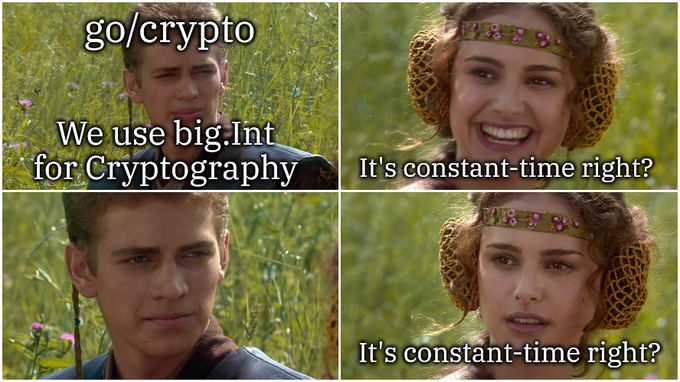 go/crypto
We use big.Int
for Cryptography
It's constant-time right?
It's constant-time right?